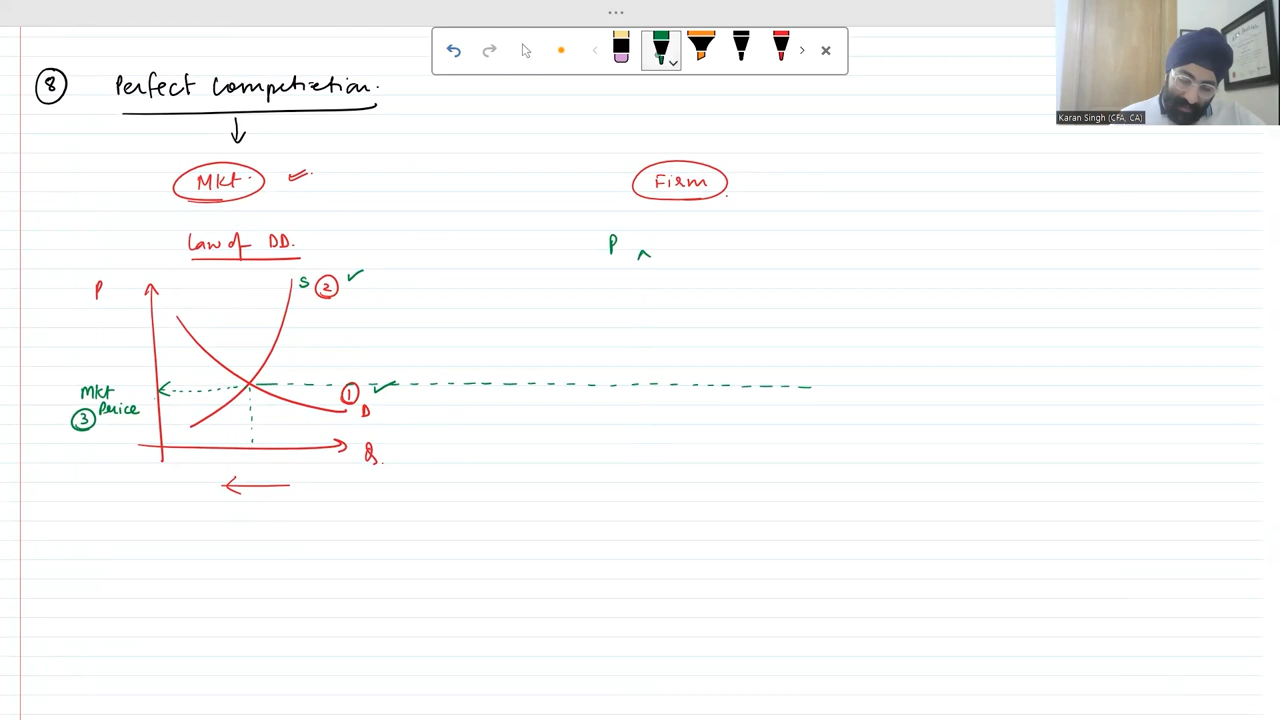 8 Perfect Competition.
Mkt.
Firm
Law of DD.
P
P
S 2
1
Mkt
3 Price
D
Q.
Karan Singh (CFA, CA)